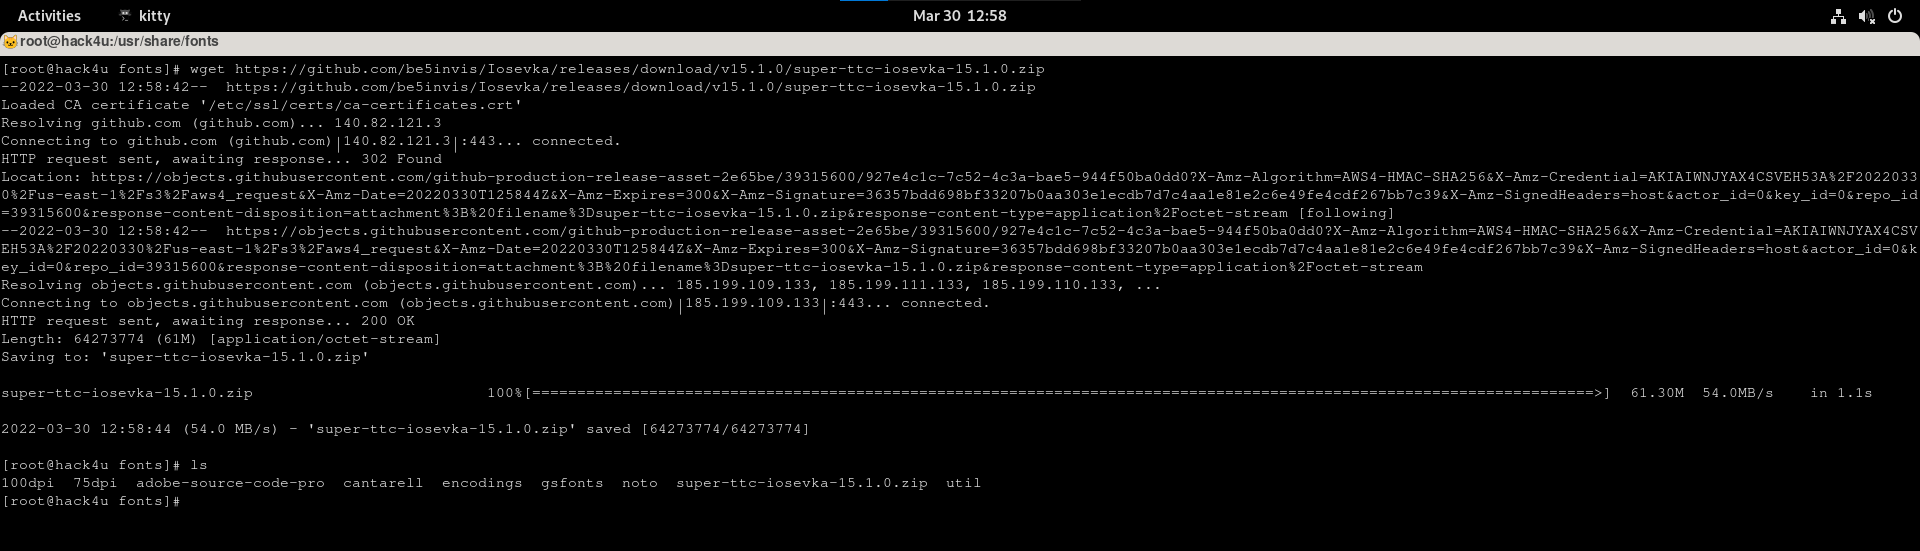 Activities kitty Mar 30 12:58
root@hack4u:/usr/share/fonts
[root@hack4u fonts]# wget https://github.com/be5invis/Iosevka/releases/download/v15.1.0/super-ttc-iosevka-15.1.0.zip
--2022-03-30 12:58:42--  https://github.com/be5invis/Iosevka/releases/download/v15.1.0/super-ttc-iosevka-15.1.0.zip
Loaded CA certificate '/etc/ssl/certs/ca-certificates.crt'
Resolving github.com (github.com)... 140.82.121.3
Connecting to github.com (github.com)|140.82.121.3|:443... connected.
HTTP request sent, awaiting response... 302 Found
Location: https://objects.githubusercontent.com/github-production-release-asset-2e65be/39315600/927e4c1c-7c52-4c3a-bae5-944f50ba0dd0?X-Amz-Algorithm=AWS4-HMAC-SHA256&X-Amz-Credential=AKIAIWNJYAX4CSVEH53A%2F2022033
0%2Fus-east-1%2Fs3%2Faws4_request&X-Amz-Date=20220330T125844Z&X-Amz-Expires=300&X-Amz-Signature=36357bdd698bf33207b0aa303e1ecdb7d7c4aa1e81e2c6e49fe4cdf267bb7c39&X-Amz-SignedHeaders=host&actor_id=0&key_id=0&repo_id
=39315600&response-content-disposition=attachment%3B%20filename%3Dsuper-ttc-iosevka-15.1.0.zip&response-content-type=application%2Foctet-stream [following]
--2022-03-30 12:58:42--  https://objects.githubusercontent.com/github-production-release-asset-2e65be/39315600/927e4c1c-7c52-4c3a-bae5-944f50ba0dd0?X-Amz-Algorithm=AWS4-HMAC-SHA256&X-Amz-Credential=AKIAIWNJYAX4CSV
EH53A%2F20220330%2Fus-east-1%2Fs3%2Faws4_request&X-Amz-Date=20220330T125844Z&X-Amz-Expires=300&X-Amz-Signature=36357bdd698bf33207b0aa303e1ecdb7d7c4aa1e81e2c6e49fe4cdf267bb7c39&X-Amz-SignedHeaders=host&actor_id=0&k
ey_id=0&repo_id=39315600&response-content-disposition=attachment%3B%20filename%3Dsuper-ttc-iosevka-15.1.0.zip&response-content-type=application%2Foctet-stream
Resolving objects.githubusercontent.com (objects.githubusercontent.com)... 185.199.109.133, 185.199.111.133, 185.199.110.133, ...
Connecting to objects.githubusercontent.com (objects.githubusercontent.com)|185.199.109.133|:443... connected.
HTTP request sent, awaiting response... 200 OK
Length: 64273774 (61M) [application/octet-stream]
Saving to: 'super-ttc-iosevka-15.1.0.zip'
super-ttc-iosevka-15.1.0.zip 100%[======================================================================================================================>] 61.30M 54.0MB/s in 1.1s
2022-03-30 12:58:44 (54.0 MB/s) - 'super-ttc-iosevka-15.1.0.zip' saved [64273774/64273774]
[root@hack4u fonts]# ls
100dpi  75dpi  adobe-source-code-pro  cantarell  encodings  gsfonts  noto  super-ttc-iosevka-15.1.0.zip  util
[root@hack4u fonts]#